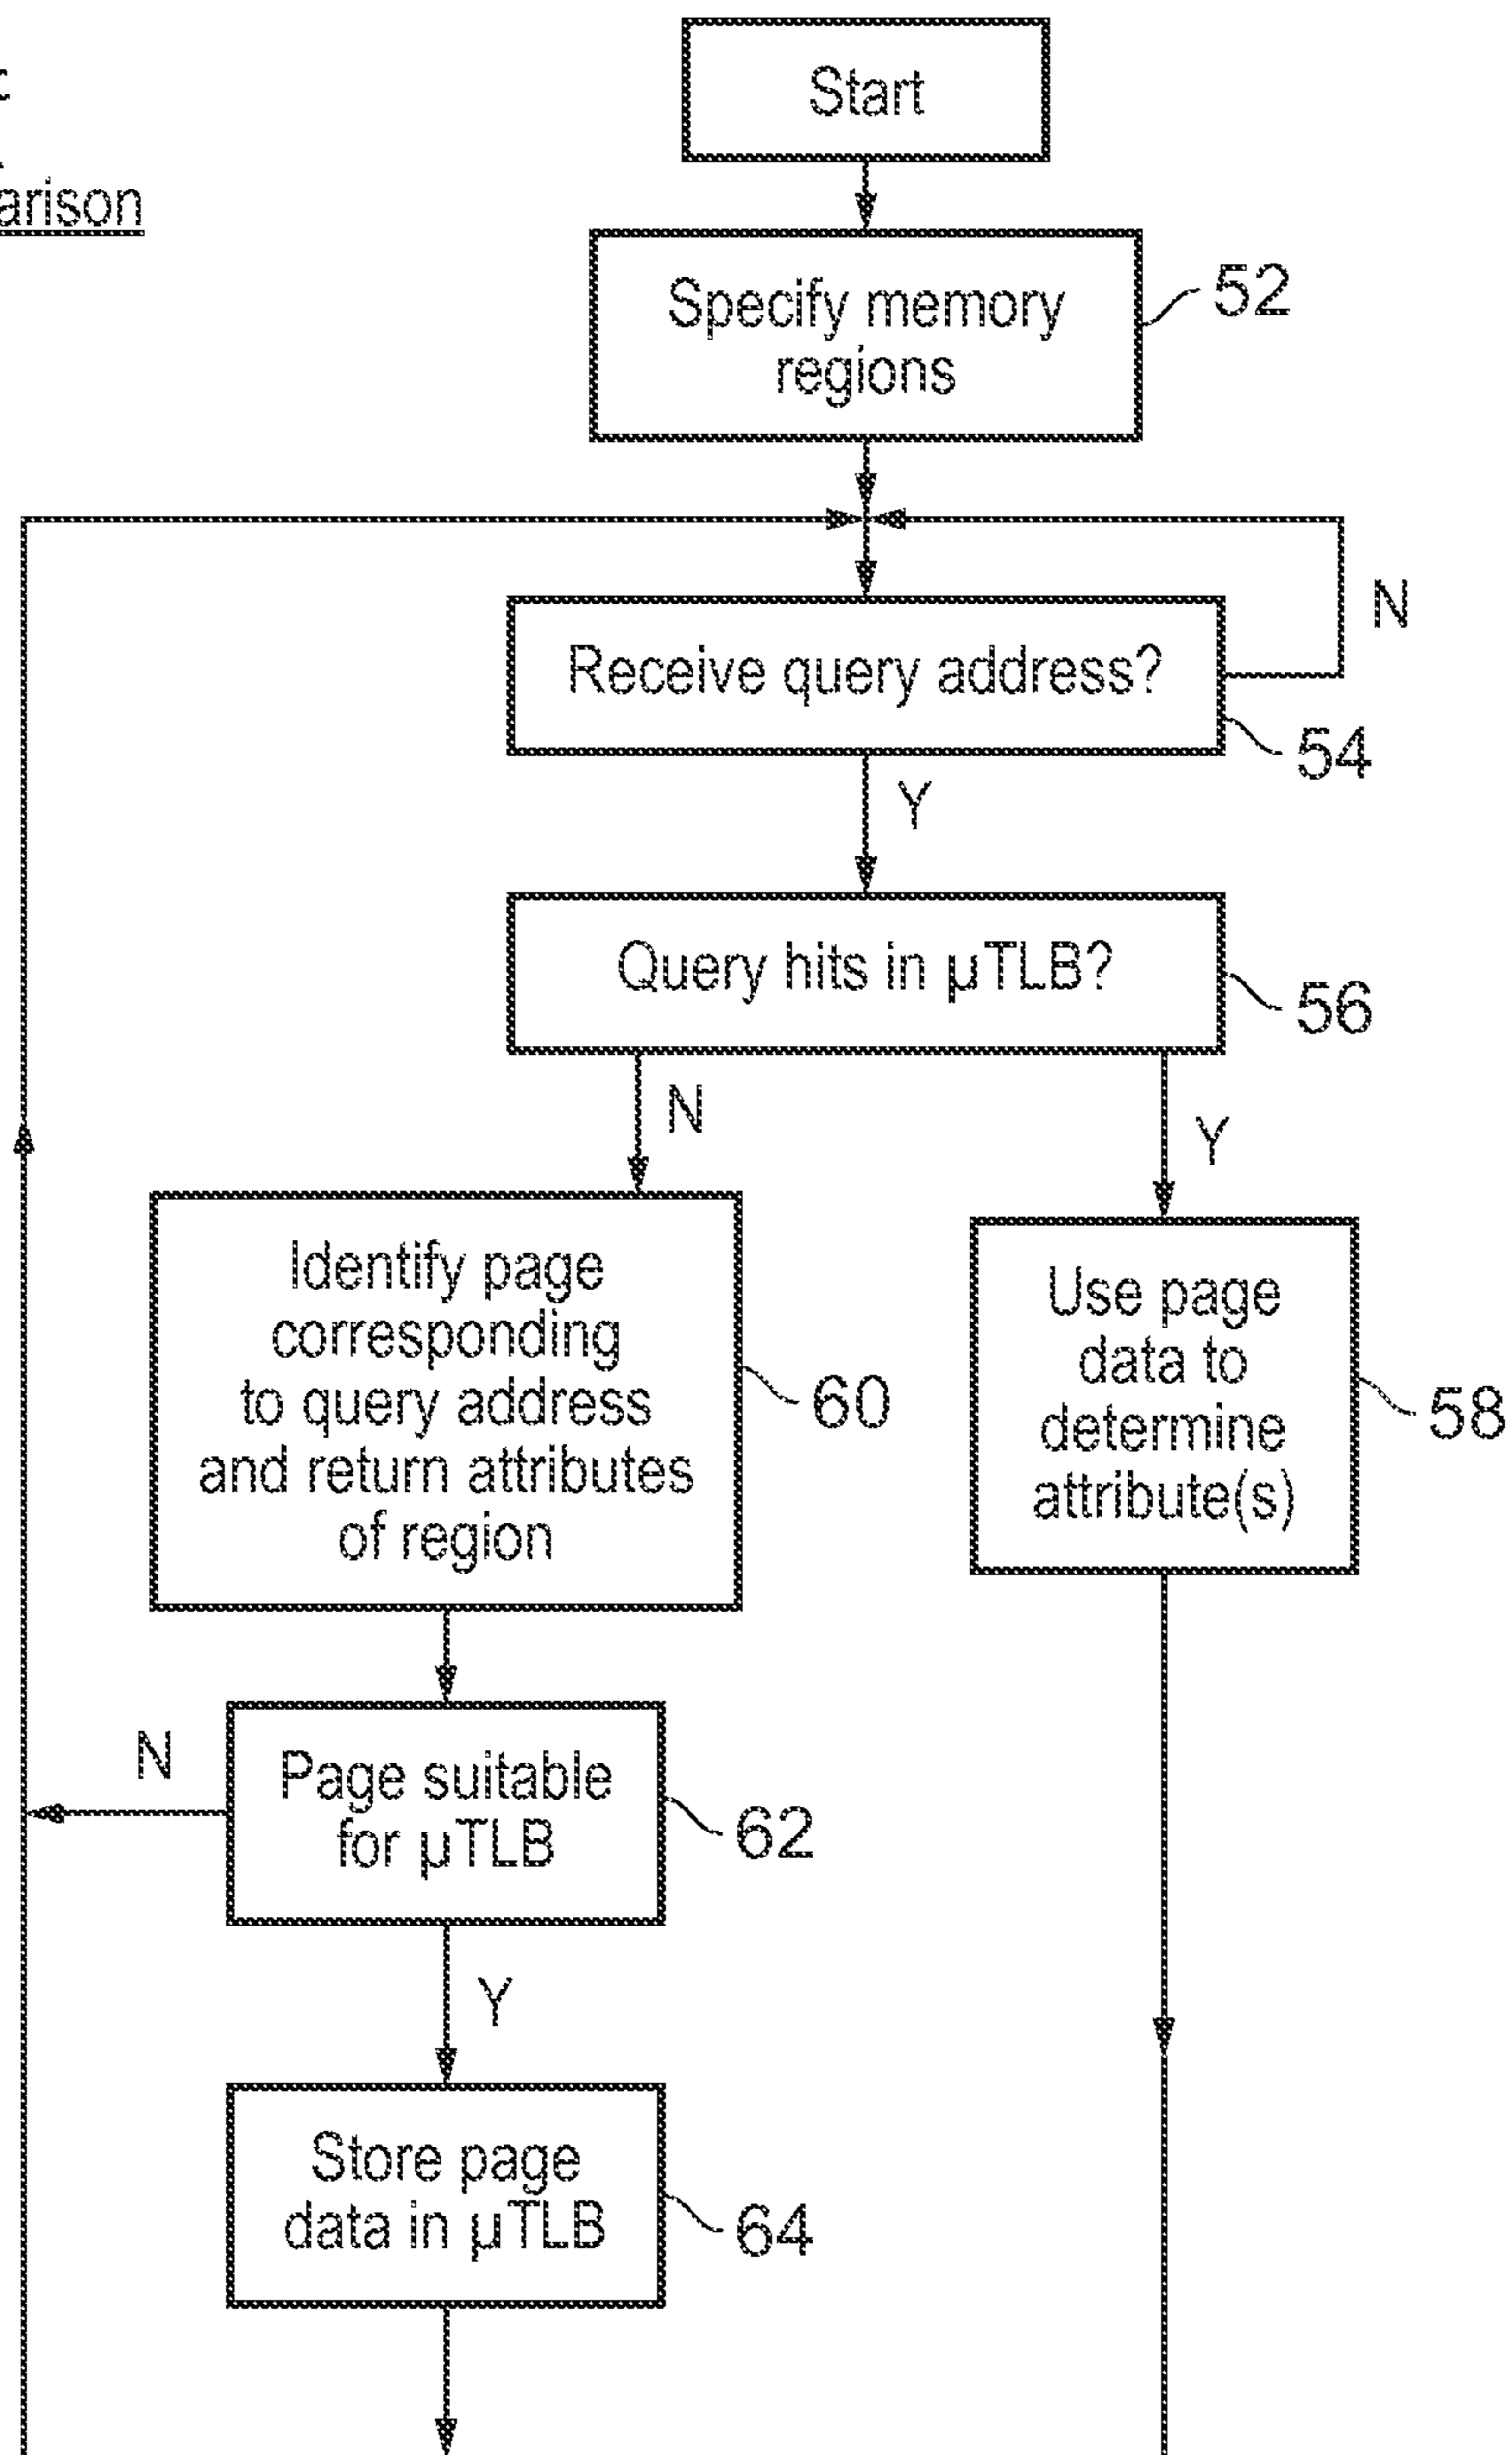 Start
Specify memory
regions
52
N
Receive query address?
54
Y
Query hits in μTLB?
56
N
Y
Identify page
corresponding
to query address
and return attributes
of region
60
Use page
data to
determine
attribute(s)
58
N
Page suitable
for μTLB
62
Y
Store page
data in μTLB
64